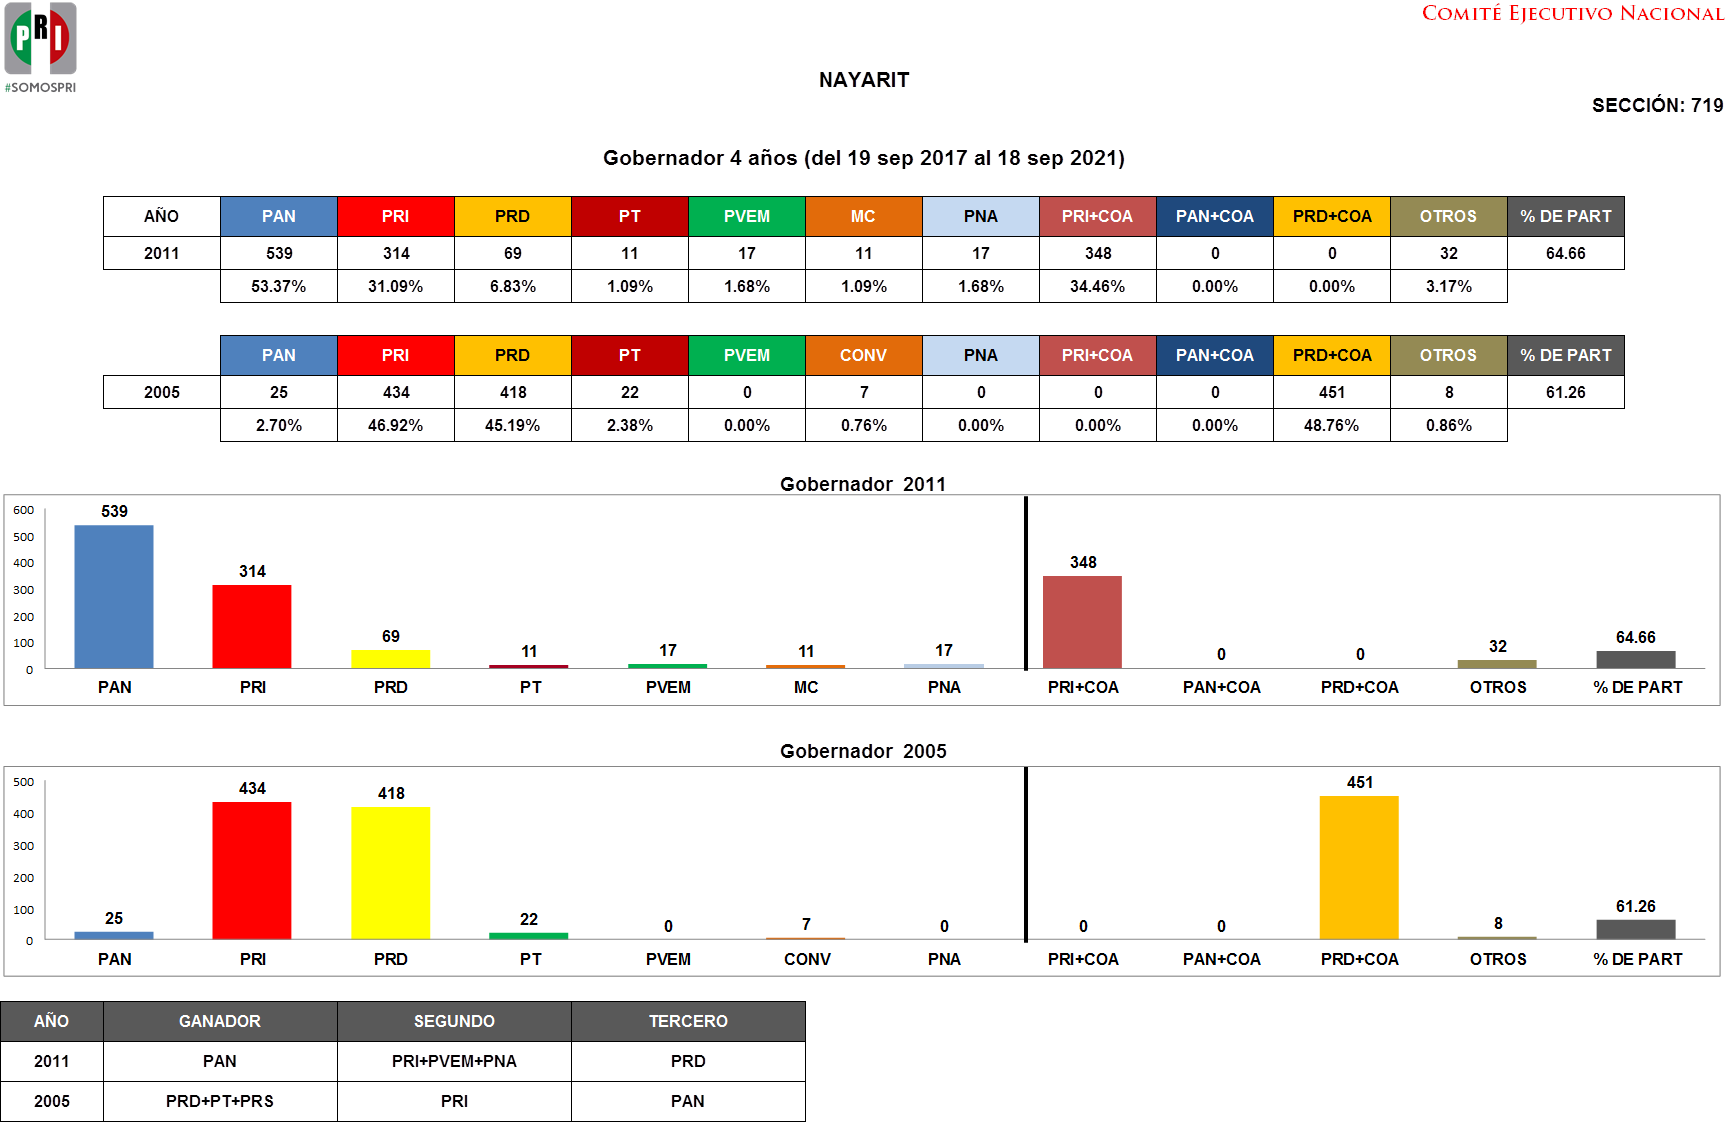 PRI
#SOMOSPRI
COMITÉ EJECUTIVO NACIONAL
NAYARIT
SECCIÓN: 719
Gobernador 4 años (del 19 sep 2017 al 18 sep 2021)
AÑO PAN PRI PRD PT PVEM MC PNA PRI+COA PAN+COA PRD+COA OTROS % DE PART
2011 539 314 69 11 17 11 17 348 0 0 32 64.66
53.37% 31.09% 6.83% 1.09% 1.68% 1.09% 1.68% 34.46% 0.00% 0.00% 3.17%
PAN PRI PRD PT PVEM CONV PNA PRI+COA PAN+COA PRD+COA OTROS % DE PART
2005 25 434 418 22 0 7 0 0 0 451 8 61.26
2.70% 46.92% 45.19% 2.38% 0.00% 0.76% 0.00% 0.00% 0.00% 48.76% 0.86%
Gobernador 2011
600
500
400
300
200
100
0
539 314 69 11 17 11 17 348 0 0 32 64.66
PAN PRI PRD PT PVEM MC PNA PRI+COA PAN+COA PRD+COA OTROS % DE PART
Gobernador 2005
500
400
300
200
100
0
25 434 418 22 0 7 0 0 0 451 8 61.26
PAN PRI PRD PT PVEM CONV PNA PRI+COA PAN+COA PRD+COA OTROS % DE PART
AÑO GANADOR SEGUNDO TERCERO
2011 PAN PRI+PVEM+PNA PRD
2005 PRD+PT+PRS PRI PAN